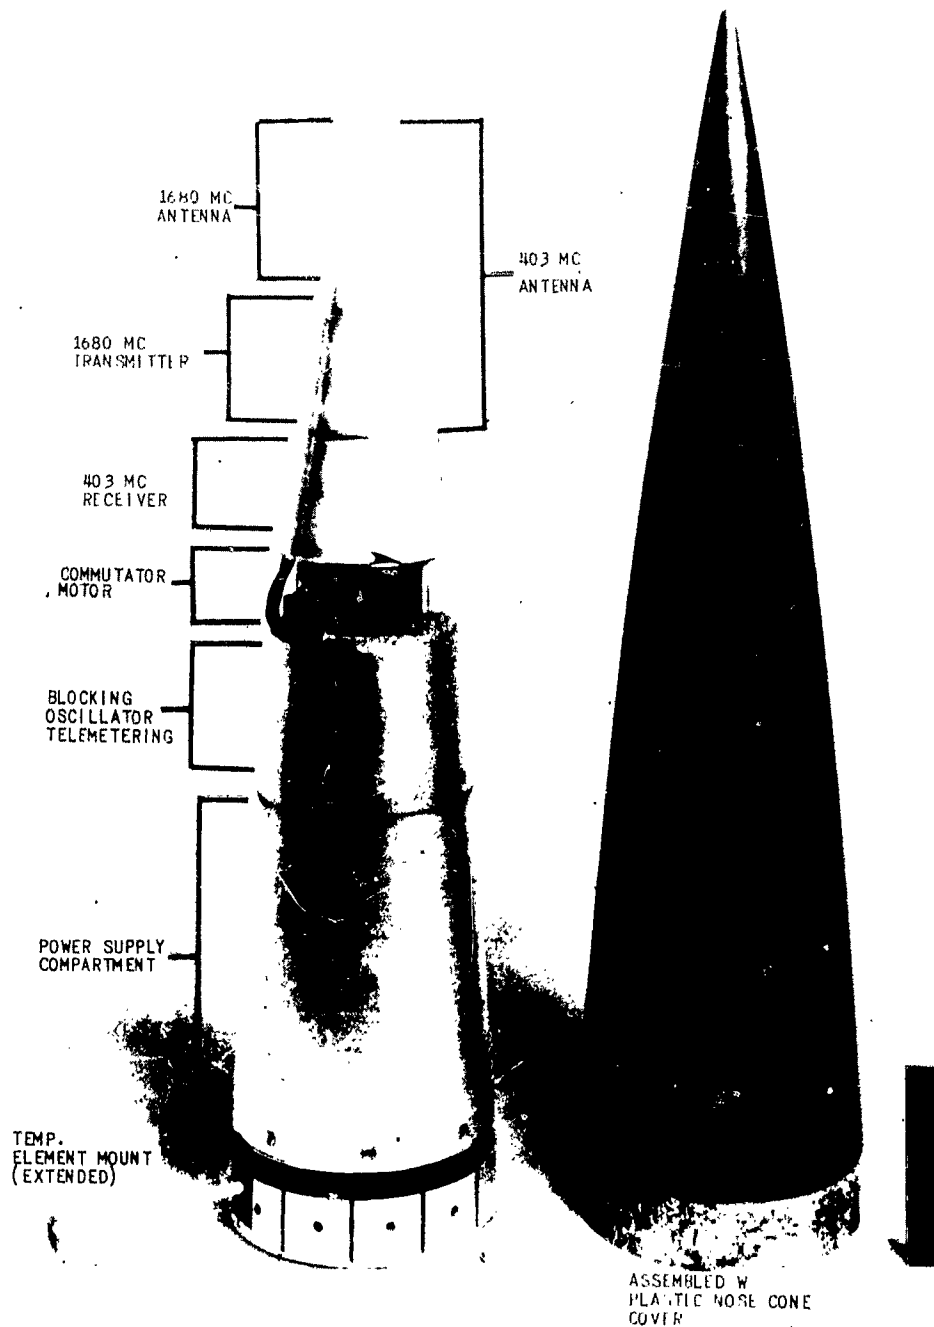 1680 MC
ANTENNA
403 MC
ANTENNA
1680 MC
TRANSMITTER
403 MC
RECEIVER
COMMUTATOR
MOTOR
BLOCKING
OSCILLATOR
TELEMETERING
POWER SUPPLY
COMPARTMENT
TEMP.
ELEMENT MOUNT
(EXTENDED)
ASSEMBLED W
PLASTIC NOSE CONE
COVER